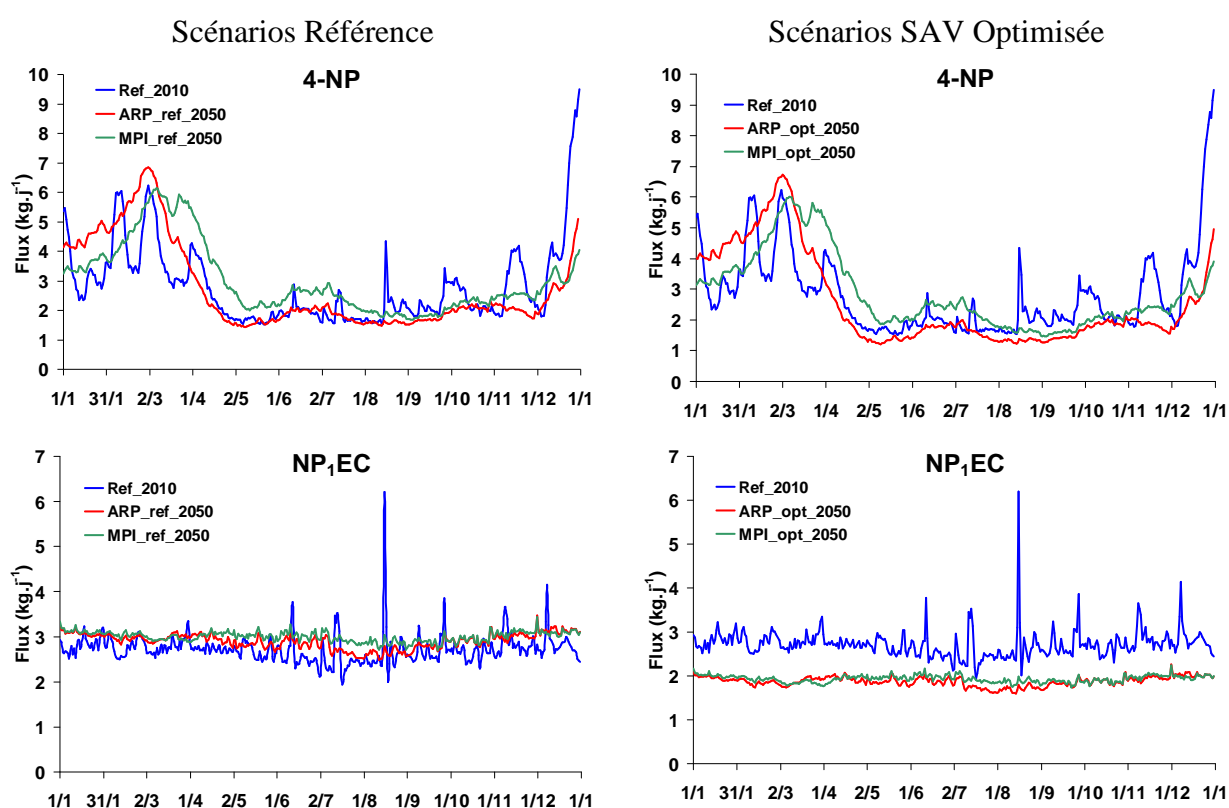 Scénarios Référence
Scénarios SAV Optimisée
4-NP
Flux (kg.j⁻¹)
10
9
8
7
6
5
4
3
2
1
0
Ref_2010
ARP_ref_2050
MPI_ref_2050
1/1 31/1 2/3 1/4 2/5 1/6 2/7 1/8 1/9 1/10 1/11 1/12 1/1
4-NP
Flux (kg.j⁻¹)
10
9
8
7
6
5
4
3
2
1
0
Ref_2010
ARP_opt_2050
MPI_opt_2050
1/1 31/1 2/3 1/4 2/5 1/6 2/7 1/8 1/9 1/10 1/11 1/12 1/1
NP₁EC
Flux (kg.j⁻¹)
7
6
5
4
3
2
1
0
Ref_2010
ARP_ref_2050
MPI_ref_2050
1/1 31/1 2/3 1/4 2/5 1/6 2/7 1/8 1/9 1/10 1/11 1/12 1/1
NP₁EC
Flux (kg.j⁻¹)
7
6
5
4
3
2
1
0
Ref_2010
ARP_opt_2050
MPI_opt_2050
1/1 31/1 2/3 1/4 2/5 1/6 2/7 1/8 1/9 1/10 1/11 1/12 1/1